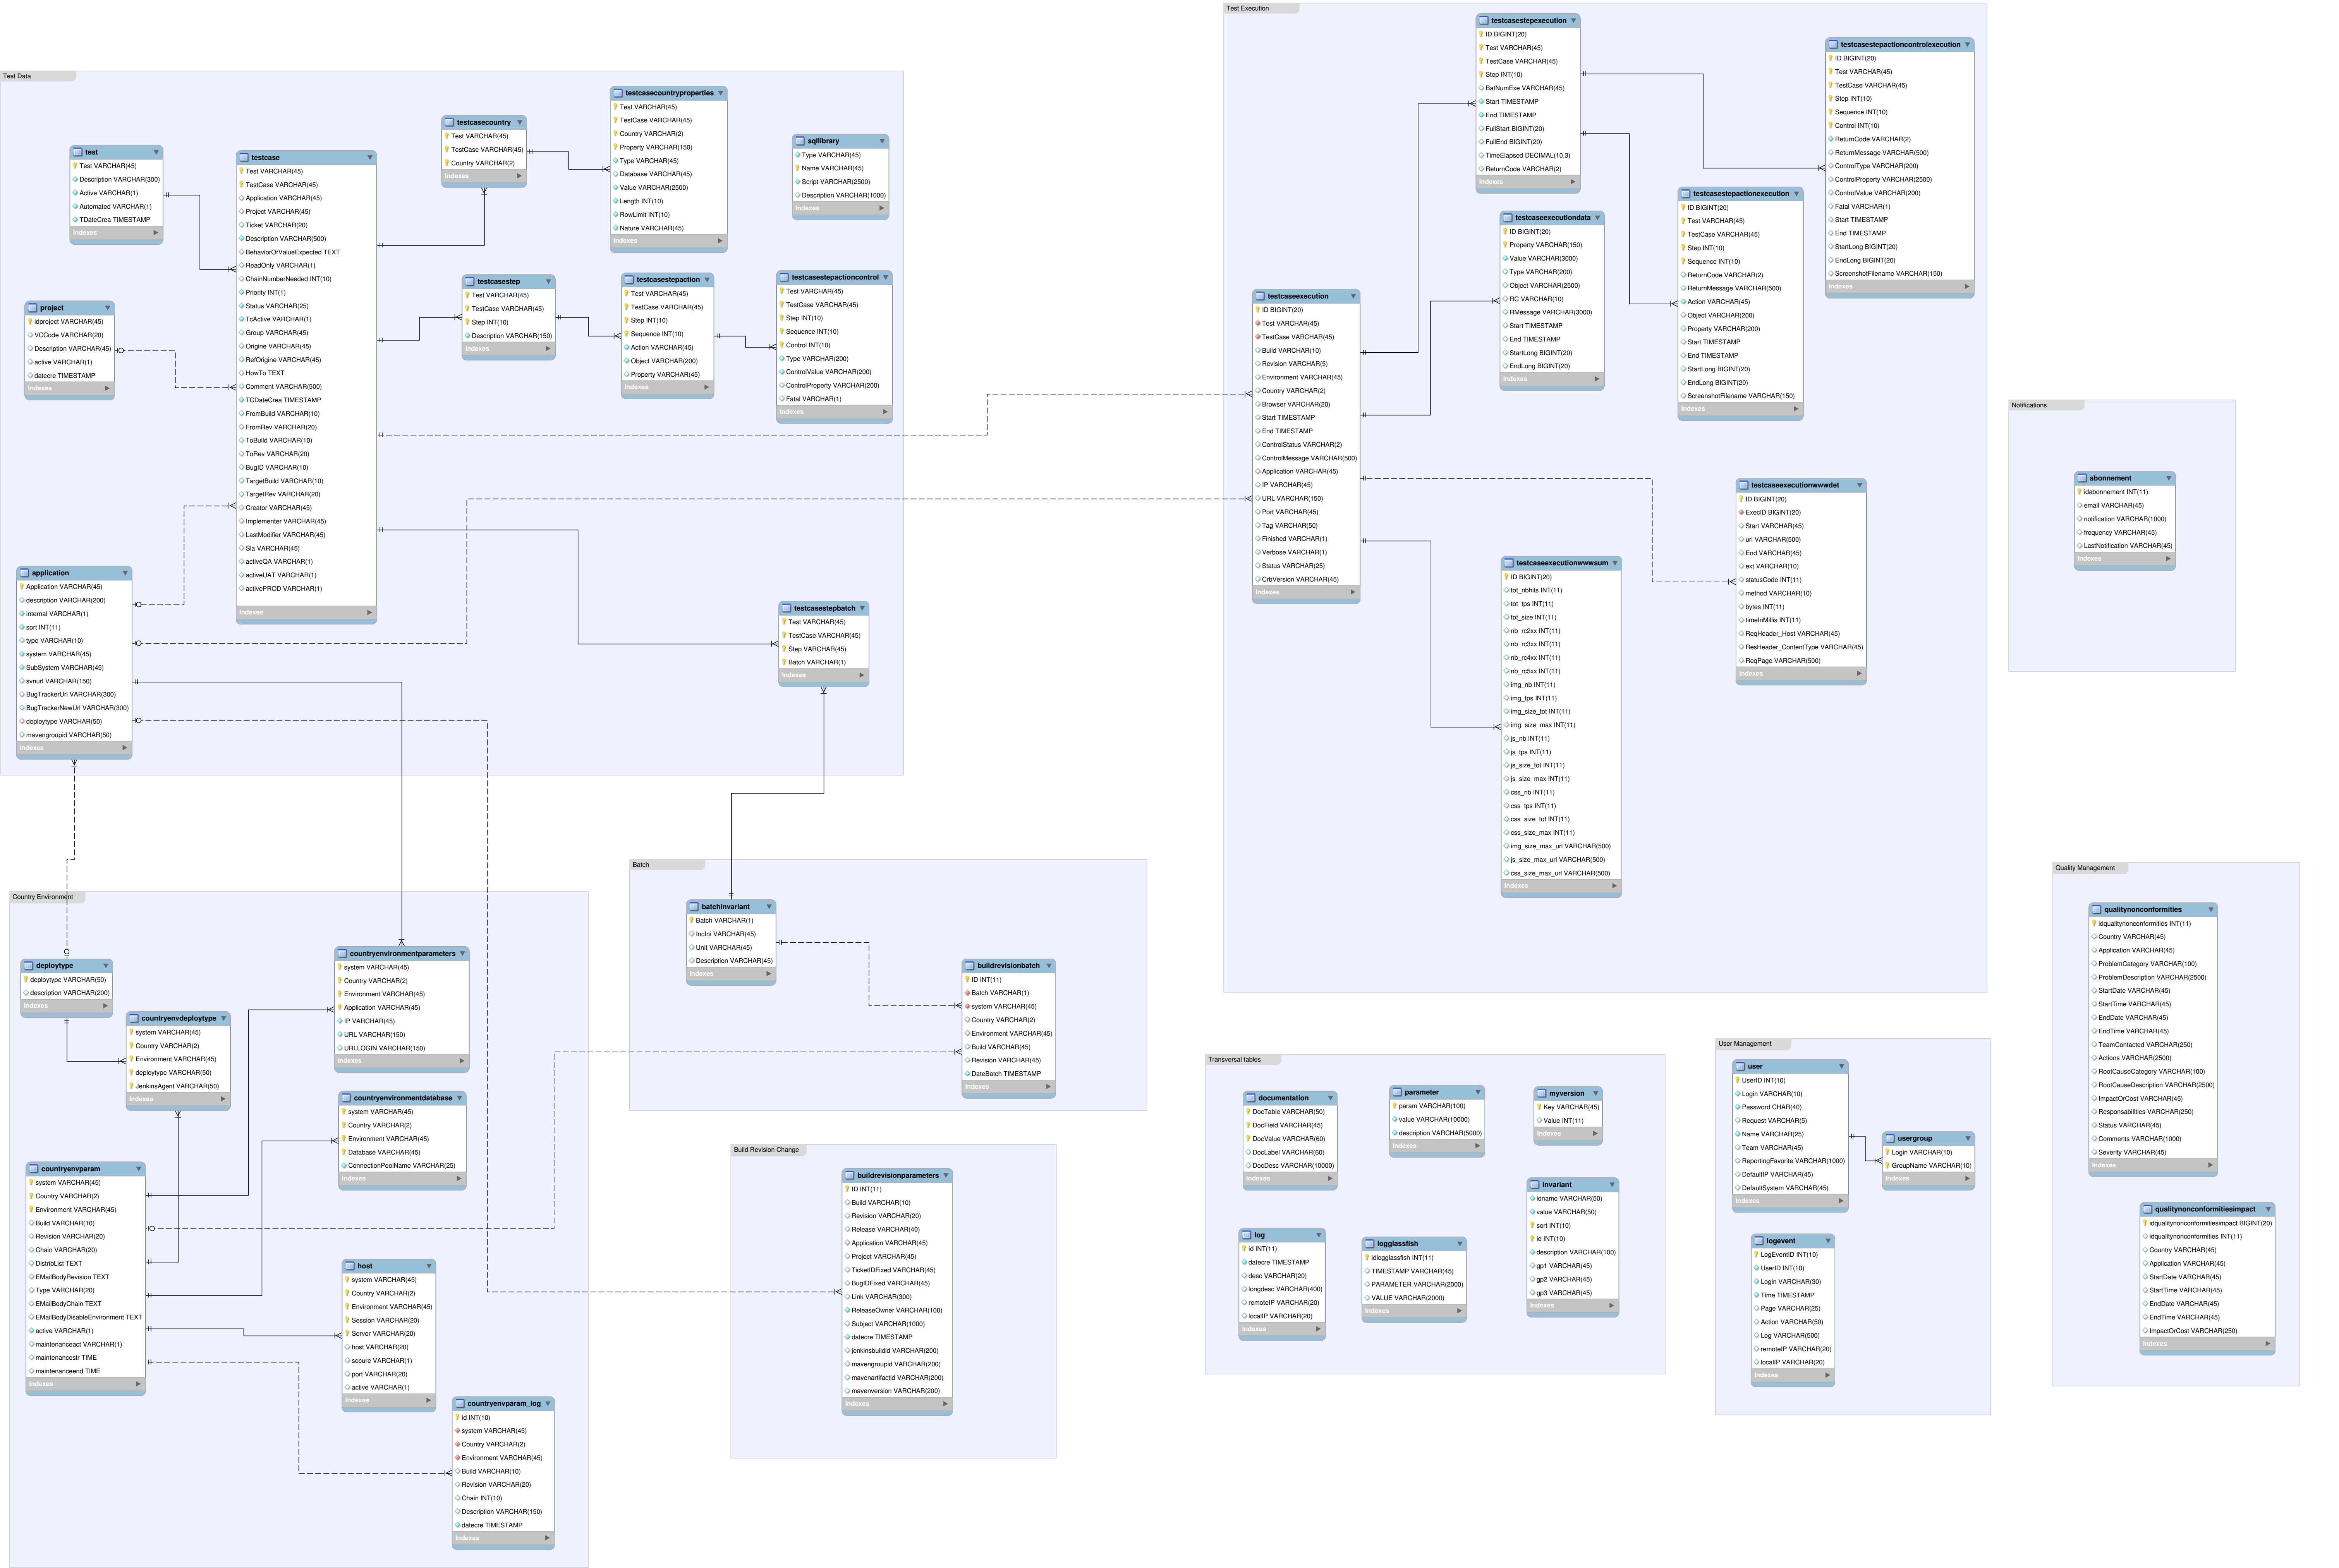 Test Data
test
Test VARCHAR(45)
Description VARCHAR(300)
Active VARCHAR(1)
Automated VARCHAR(1)
TDateCrea TIMESTAMP
Indexes
project
idproject VARCHAR(45)
VCCode VARCHAR(20)
Description VARCHAR(45)
active VARCHAR(1)
datecre TIMESTAMP
Indexes
application
Application VARCHAR(45)
description VARCHAR(200)
internal VARCHAR(1)
sort INT(11)
type VARCHAR(10)
system VARCHAR(45)
SubSystem VARCHAR(45)
svnurl VARCHAR(150)
BugTrackerUrl VARCHAR(300)
BugTrackerNewUrl VARCHAR(300)
deploytype VARCHAR(50)
mavengroupid VARCHAR(50)
Indexes
testcase
Test VARCHAR(45)
TestCase VARCHAR(45)
Application VARCHAR(45)
Project VARCHAR(45)
Ticket VARCHAR(20)
Description VARCHAR(500)
BehaviorOrValueExpected TEXT
ReadOnly VARCHAR(1)
ChainNumberNeeded INT(10)
Priority INT(1)
Status VARCHAR(25)
TcActive VARCHAR(1)
Group VARCHAR(45)
Origine VARCHAR(45)
RefOrigine VARCHAR(45)
HowTo TEXT
Comment VARCHAR(500)
TCDateCrea TIMESTAMP
FromBuild VARCHAR(10)
FromRev VARCHAR(20)
ToBuild VARCHAR(10)
ToRev VARCHAR(20)
BugID VARCHAR(10)
TargetBuild VARCHAR(10)
TargetRev VARCHAR(20)
Creator VARCHAR(45)
Implementer VARCHAR(45)
LastModifier VARCHAR(45)
Sla VARCHAR(45)
activeQA VARCHAR(1)
activeUAT VARCHAR(1)
activePROD VARCHAR(1)
Indexes
testcasecountry
Test VARCHAR(45)
TestCase VARCHAR(45)
Country VARCHAR(2)
Indexes
testcasecountryproperties
Test VARCHAR(45)
TestCase VARCHAR(45)
Country VARCHAR(2)
Property VARCHAR(150)
Type VARCHAR(45)
Database VARCHAR(45)
Value VARCHAR(2500)
Length INT(10)
RowLimit INT(10)
Nature VARCHAR(45)
Indexes
sqllibrary
Type VARCHAR(45)
Name VARCHAR(45)
Script VARCHAR(2500)
Description VARCHAR(1000)
Indexes
testcasestep
Test VARCHAR(45)
TestCase VARCHAR(45)
Step INT(10)
Description VARCHAR(150)
Indexes
testcasestepaction
Test VARCHAR(45)
TestCase VARCHAR(45)
Step INT(10)
Sequence INT(10)
Action VARCHAR(45)
Object VARCHAR(200)
Property VARCHAR(45)
Indexes
testcasestepactioncontrol
Test VARCHAR(45)
TestCase VARCHAR(45)
Step INT(10)
Sequence INT(10)
Control INT(10)
Type VARCHAR(200)
ControlValue VARCHAR(200)
ControlProperty VARCHAR(200)
Fatal VARCHAR(1)
Indexes
testcasestepbatch
Test VARCHAR(45)
TestCase VARCHAR(45)
Step VARCHAR(45)
Batch VARCHAR(1)
Indexes
Test Execution
testcaseexecution
ID BIGINT(20)
Test VARCHAR(45)
TestCase VARCHAR(45)
Build VARCHAR(10)
Revision VARCHAR(5)
Environment VARCHAR(45)
Country VARCHAR(2)
Browser VARCHAR(20)
Start TIMESTAMP
End TIMESTAMP
ControlStatus VARCHAR(2)
ControlMessage VARCHAR(500)
Application VARCHAR(45)
IP VARCHAR(45)
URL VARCHAR(150)
Port VARCHAR(45)
Tag VARCHAR(50)
Finished VARCHAR(1)
Verbose VARCHAR(1)
Status VARCHAR(25)
CrbVersion VARCHAR(45)
Indexes
testcasestepexecution
ID BIGINT(20)
Test VARCHAR(45)
TestCase VARCHAR(45)
Step INT(10)
BatNumExe VARCHAR(45)
Start TIMESTAMP
End TIMESTAMP
FullStart BIGINT(20)
FullEnd BIGINT(20)
TimeElapsed DECIMAL(10,3)
ReturnCode VARCHAR(2)
Indexes
testcaseexecutiondata
ID BIGINT(20)
Property VARCHAR(150)
Value VARCHAR(3000)
Type VARCHAR(200)
Object VARCHAR(2500)
RC VARCHAR(10)
RMessage VARCHAR(3000)
Start TIMESTAMP
End TIMESTAMP
StartLong BIGINT(20)
EndLong BIGINT(20)
Indexes
testcasestepactionexecution
ID BIGINT(20)
Test VARCHAR(45)
TestCase VARCHAR(45)
Step INT(10)
Sequence INT(10)
ReturnCode VARCHAR(2)
ReturnMessage VARCHAR(500)
Action VARCHAR(45)
Object VARCHAR(200)
Property VARCHAR(200)
Start TIMESTAMP
End TIMESTAMP
StartLong BIGINT(20)
EndLong BIGINT(20)
ScreenshotFilename VARCHAR(150)
Indexes
testcasestepactioncontrolexecution
ID BIGINT(20)
Test VARCHAR(45)
TestCase VARCHAR(45)
Step INT(10)
Sequence INT(10)
Control INT(10)
ReturnCode VARCHAR(2)
ReturnMessage VARCHAR(500)
ControlType VARCHAR(200)
ControlProperty VARCHAR(2500)
ControlValue VARCHAR(200)
Fatal VARCHAR(1)
Start TIMESTAMP
End TIMESTAMP
StartLong BIGINT(20)
EndLong BIGINT(20)
ScreenshotFilename VARCHAR(150)
Indexes
testcaseexecutionwwwdet
ID BIGINT(20)
ExecID BIGINT(20)
Start VARCHAR(45)
url VARCHAR(500)
End VARCHAR(45)
ext VARCHAR(10)
statusCode INT(11)
method VARCHAR(10)
bytes INT(11)
timeInMillis INT(11)
ReqHeader_Host VARCHAR(45)
ResHeader_ContentType VARCHAR(45)
ReqPage VARCHAR(500)
Indexes
testcaseexecutionwwwsum
ID BIGINT(20)
tot_nbhits INT(11)
tot_tps INT(11)
tot_size INT(11)
nb_rc2xx INT(11)
nb_rc3xx INT(11)
nb_rc4xx INT(11)
nb_rc5xx INT(11)
img_nb INT(11)
img_tps INT(11)
img_size_tot INT(11)
img_size_max INT(11)
js_nb INT(11)
js_tps INT(11)
js_size_tot INT(11)
js_size_max INT(11)
css_nb INT(11)
css_tps INT(11)
css_size_tot INT(11)
css_size_max INT(11)
img_size_max_url VARCHAR(500)
js_size_max_url VARCHAR(500)
css_size_max_url VARCHAR(500)
Indexes
Notifications
abonnement
idabonnement INT(11)
email VARCHAR(45)
notification VARCHAR(1000)
frequency VARCHAR(45)
LastNotification VARCHAR(45)
Indexes
Country Environment
deploytype
deploytype VARCHAR(50)
description VARCHAR(200)
Indexes
countryenvdeploytype
system VARCHAR(45)
Country VARCHAR(2)
Environment VARCHAR(45)
deploytype VARCHAR(50)
JenkinsAgent VARCHAR(50)
Indexes
countryenvironmentparameters
system VARCHAR(45)
Country VARCHAR(2)
Environment VARCHAR(45)
Application VARCHAR(45)
IP VARCHAR(45)
URL VARCHAR(150)
URLLOGIN VARCHAR(150)
Indexes
countryenvironmentdatabase
system VARCHAR(45)
Country VARCHAR(2)
Environment VARCHAR(45)
Database VARCHAR(45)
ConnectionPoolName VARCHAR(25)
Indexes
countryenvparam
system VARCHAR(45)
Country VARCHAR(2)
Environment VARCHAR(45)
Build VARCHAR(10)
Revision VARCHAR(20)
Chain VARCHAR(20)
DistribList TEXT
EMailBodyRevision TEXT
Type VARCHAR(20)
EMailBodyChain TEXT
EMailBodyDisableEnvironment TEXT
active VARCHAR(1)
maintenanceact VARCHAR(1)
maintenancestr TIME
maintenanceend TIME
Indexes
host
system VARCHAR(45)
Country VARCHAR(2)
Environment VARCHAR(45)
Session VARCHAR(20)
Server VARCHAR(20)
host VARCHAR(20)
secure VARCHAR(1)
port VARCHAR(20)
active VARCHAR(1)
Indexes
countryenvparam_log
id INT(10)
system VARCHAR(45)
Country VARCHAR(2)
Environment VARCHAR(45)
Build VARCHAR(10)
Revision VARCHAR(20)
Chain INT(10)
Description VARCHAR(150)
datecre TIMESTAMP
Indexes
Batch
batchinvariant
Batch VARCHAR(1)
IncIni VARCHAR(45)
Unit VARCHAR(45)
Description VARCHAR(45)
Indexes
buildrevisionbatch
ID INT(11)
Batch VARCHAR(1)
system VARCHAR(45)
Country VARCHAR(2)
Environment VARCHAR(45)
Build VARCHAR(45)
Revision VARCHAR(45)
DateBatch TIMESTAMP
Indexes
Build Revision Change
buildrevisionparameters
ID INT(11)
Build VARCHAR(10)
Revision VARCHAR(20)
Release VARCHAR(40)
Application VARCHAR(45)
Project VARCHAR(45)
TicketIDFixed VARCHAR(45)
BugIDFixed VARCHAR(45)
Link VARCHAR(300)
ReleaseOwner VARCHAR(100)
Subject VARCHAR(1000)
datecre TIMESTAMP
jenkinsbuildid VARCHAR(200)
mavengroupid VARCHAR(200)
mavenartifactid VARCHAR(200)
mavenversion VARCHAR(200)
Indexes
Transversal tables
documentation
DocTable VARCHAR(50)
DocField VARCHAR(45)
DocValue VARCHAR(60)
DocLabel VARCHAR(60)
DocDesc VARCHAR(10000)
Indexes
parameter
param VARCHAR(100)
value VARCHAR(10000)
description VARCHAR(5000)
Indexes
myversion
Key VARCHAR(45)
Value INT(11)
Indexes
log
id INT(11)
datecre TIMESTAMP
desc VARCHAR(20)
longdesc VARCHAR(400)
remoteIP VARCHAR(20)
localIP VARCHAR(20)
Indexes
logglassfish
idlogglassfish INT(11)
TIMESTAMP VARCHAR(45)
PARAMETER VARCHAR(2000)
VALUE VARCHAR(2000)
Indexes
invariant
idname VARCHAR(50)
value VARCHAR(50)
sort INT(10)
id INT(10)
description VARCHAR(100)
gp1 VARCHAR(45)
gp2 VARCHAR(45)
gp3 VARCHAR(45)
Indexes
User Management
user
UserID INT(10)
Login VARCHAR(10)
Password CHAR(40)
Request VARCHAR(5)
Name VARCHAR(25)
Team VARCHAR(45)
ReportingFavorite VARCHAR(1000)
DefaultIP VARCHAR(45)
DefaultSystem VARCHAR(45)
Indexes
usergroup
Login VARCHAR(10)
GroupName VARCHAR(10)
Indexes
logevent
LogEventID INT(10)
UserID INT(10)
Login VARCHAR(30)
Time TIMESTAMP
Page VARCHAR(25)
Action VARCHAR(50)
Log VARCHAR(500)
remoteIP VARCHAR(20)
localIP VARCHAR(20)
Indexes
Quality Management
qualitynonconformities
idqualitynonconformities INT(11)
Country VARCHAR(45)
Application VARCHAR(45)
ProblemCategory VARCHAR(100)
ProblemDescription VARCHAR(2500)
StartDate VARCHAR(45)
StartTime VARCHAR(45)
EndDate VARCHAR(45)
EndTime VARCHAR(45)
TeamContacted VARCHAR(250)
Actions VARCHAR(2500)
RootCauseCategory VARCHAR(100)
RootCauseDescription VARCHAR(2500)
ImpactOrCost VARCHAR(45)
Responsabilities VARCHAR(250)
Status VARCHAR(45)
Comments VARCHAR(1000)
Severity VARCHAR(45)
Indexes
qualitynonconformitiesimpact
idqualitynonconformitiesimpact BIGINT(20)
idqualitynonconformities INT(11)
Country VARCHAR(45)
Application VARCHAR(45)
StartDate VARCHAR(45)
StartTime VARCHAR(45)
EndDate VARCHAR(45)
EndTime VARCHAR(45)
ImpactOrCost VARCHAR(250)
Indexes